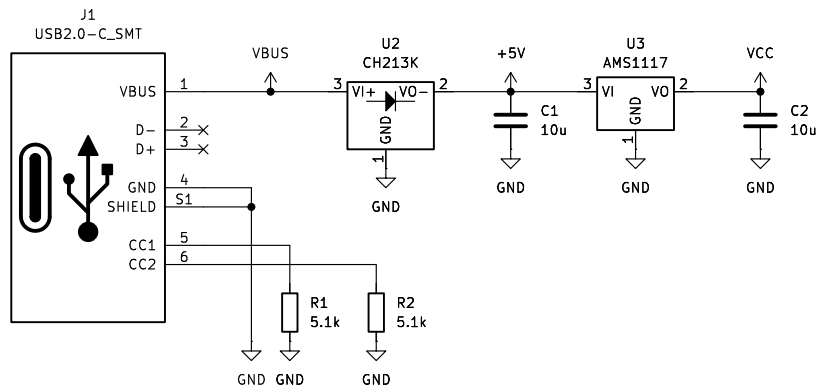 J1
USB2.0-C_SMT
VBUS
1
D-
2
D+
3
GND
4
SHIELD
S1
CC1
5
CC2
6
VBUS
U2
CH213K
3
VI+
VO-
2
GND
1
GND
+5V
C1
10u
GND
U3
AMS1117
3
VI
VO
2
GND
1
GND
VCC
C2
10u
GND
R1
5.1k
R2
5.1k
GND
GND
GND